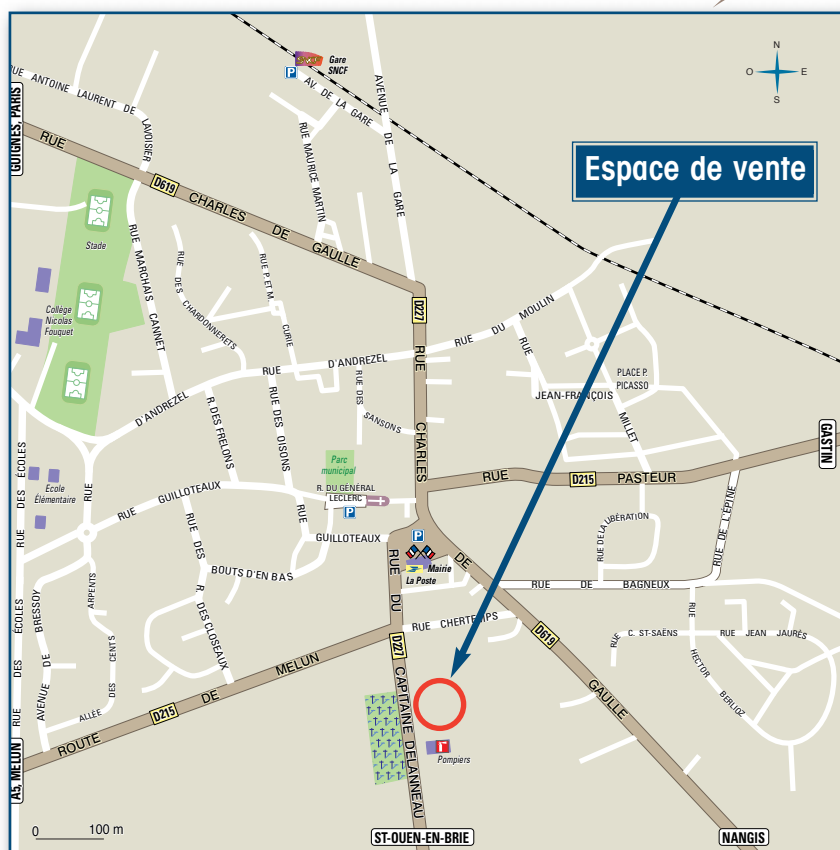 Gare
SNCF
AV. DE LA GARE
AVENUE DE LA GARE
N
O E
S
RUE ANTOINE LAURENT DE LAVOISIER
GUIGNES, PARIS
RUE CHARLES DE GAULLE
D619
RUE MAURICE MARTIN
Espace de vente
Stade
RUE MARCHAIS CANNET
RUE DES CHARDONNERETS
RUE P. ET M. CURIE
Collège
Nicolas
Fouquet
D227
RUE CHARLES DE GAULLE
RUE DU MOULIN
RUE D'ANDREZEL
D'ANDREZEL
RUE JEAN-FRANÇOIS MILLET
PLACE P.
PICASSO
RUE DES SANSONS
R. DES FRELONS
RUE DES OISONS
GASTIN
RUE DES ÉCOLES
Ecole
Élémentaire
RUE
Parc
municipal
R. DU GÉNÉRAL
LECLERC
P
RUE PASTEUR
D215
RUE GUILLOTEAUX
GUILLOTEAUX
P
Mairie
La Poste
RUE DE LA LIBÉRATION
RUE DE L'ÉPINE
RUE DES BOUTS D'EN BAS
R. DES CLOSEAUX
RUE DE BAGNEUX
RUE DES ÉCOLES
AVENUE DE BRESSOY
ALLÉE DES CENTS ARPENTS
RUE CHERTEMPS
D619
RUE C. ST-SAËNS
RUE JEAN JAURÈS
RUE HECTOR BERLIOZ
RUE DU CAPITAINE DELANNEAU
D227
ROUTE DE MELUN
D215
A5, MELUN
Pompiers
0 100 m
ST-OUEN-EN-BRIE
NANGIS